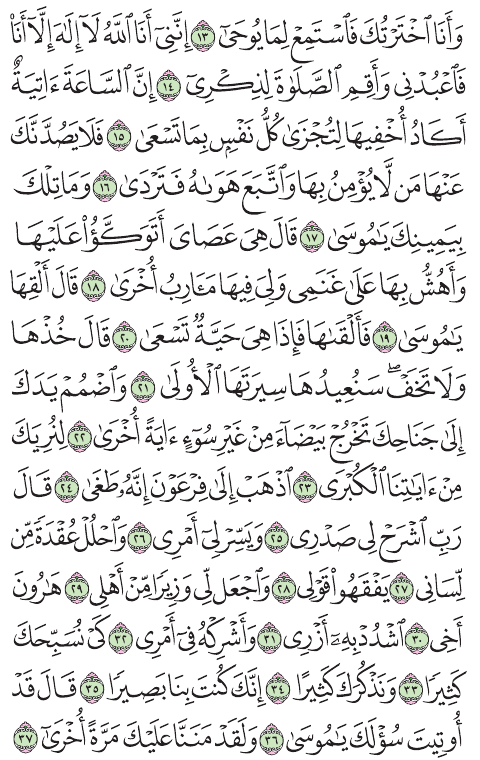 وَأَنَا ٱخْتَرْتُكَ فَٱسْتَمِعْ لِمَا يُوحَىٰٓ ١٣ إِنَّنِىٓ أَنَا ٱللَّهُ لَآ إِلَٰهَ إِلَّآ أَنَا۠
فَٱعْبُدْنِى وَأَقِمِ ٱلصَّلَوٰةَ لِذِكْرِىٓ ١٤ إِنَّ ٱلسَّاعَةَ ءَاتِيَةٌ
أَكَادُ أُخْفِيهَا لِتُجْزَىٰ كُلُّ نَفْسٍۭ بِمَا تَسْعَىٰ ١٥ فَلَا يَصُدَّنَّكَ
عَنْهَا مَن لَّا يُؤْمِنُ بِهَا وَٱتَّبَعَ هَوَىٰهُ فَتَرْدَىٰ ١٦ وَمَا تِلْكَ
بِيَمِينِكَ يَٰمُوسَىٰ ١٧ قَالَ هِىَ عَصَاىَ أَتَوَكَّؤُا۟ عَلَيْهَا
وَأَهُشُّ بِهَا عَلَىٰ غَنَمِى وَلِىَ فِيهَا مَـَٔارِبُ أُخْرَىٰ ١٨ قَالَ أَلْقِهَا
يَٰمُوسَىٰ ١٩ فَأَلْقَىٰهَا فَإِذَا هِىَ حَيَّةٌ تَسْعَىٰ ٢٠ قَالَ خُذْهَا
وَلَا تَخَفْ ۖ سَنُعِيدُهَا سِيرَتَهَا ٱلْأُولَىٰ ٢١ وَٱضْمُمْ يَدَكَ
إِلَىٰ جَنَاحِكَ تَخْرُجْ بَيْضَآءَ مِنْ غَيْرِ سُوٓءٍ ءَايَةً أُخْرَىٰ ٢٢ لِنُرِيَكَ
مِنْ ءَايَٰتِنَا ٱلْكُبْرَى ٢٣ ٱذْهَبْ إِلَىٰ فِرْعَوْنَ إِنَّهُۥ طَغَىٰ ٢٤ قَالَ
رَبِّ ٱشْرَحْ لِى صَدْرِى ٢٥ وَيَسِّرْ لِىٓ أَمْرِى ٢٦ وَٱحْلُلْ عُقْدَةً مِّن
لِّسَانِى ٢٧ يَفْقَهُوا۟ قَوْلِى ٢٨ وَٱجْعَل لِّى وَزِيرًا مِّنْ أَهْلِى ٢٩ هَٰرُونَ
أَخِى ٣٠ ٱشْدُدْ بِهِۦٓ أَزْرِى ٣١ وَأَشْرِكْهُ فِىٓ أَمْرِى ٣٢ كَىْ نُسَبِّحَكَ
كَثِيرًا ٣٣ وَنَذْكُرَكَ كَثِيرًا ٣٤ إِنَّكَ كُنتَ بِنَا بَصِيرًا ٣٥ قَالَ قَدْ
أُوتِيتَ سُؤْلَكَ يَٰمُوسَىٰ ٣٦ وَلَقَدْ مَنَنَّا عَلَيْكَ مَرَّةً أُخْرَىٰٓ ٣٧